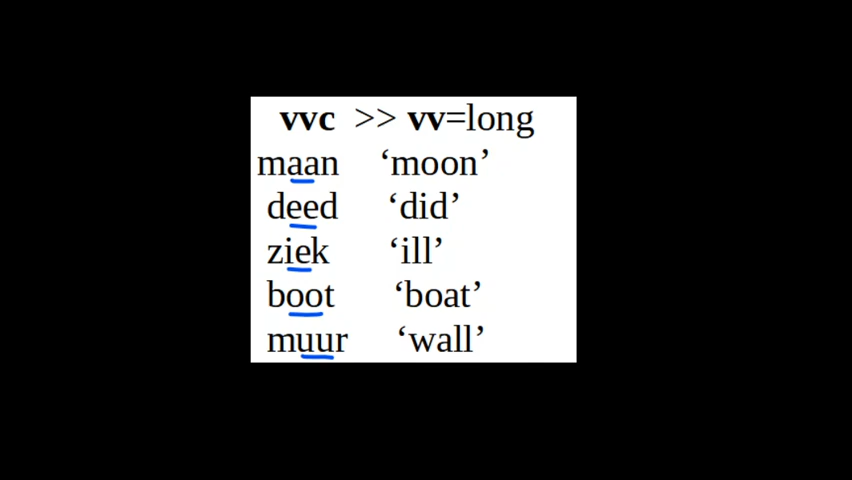 vvc >> vv=long
maan ‘moon’
deed ‘did’
ziek ‘ill’
boot ‘boat’
muur ‘wall’